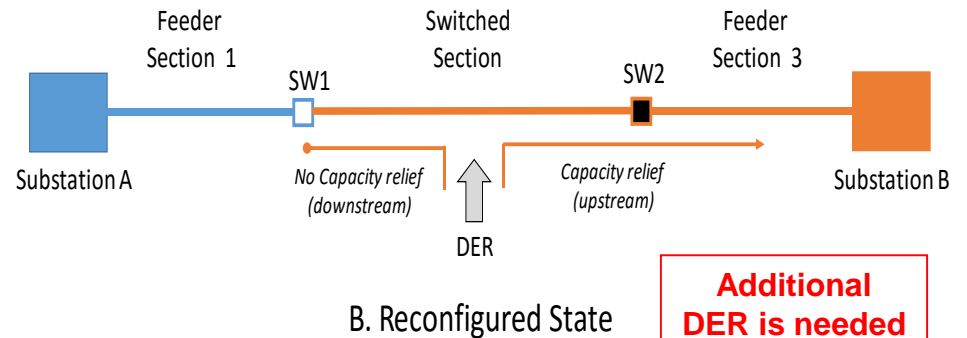 Feeder
Section 1
Switched
Section
Feeder
Section 3
SW1
SW2
Substation A
No Capacity relief
(downstream)
Capacity relief
(upstream)
Substation B
DER
B. Reconfigured State
Additional
DER is needed